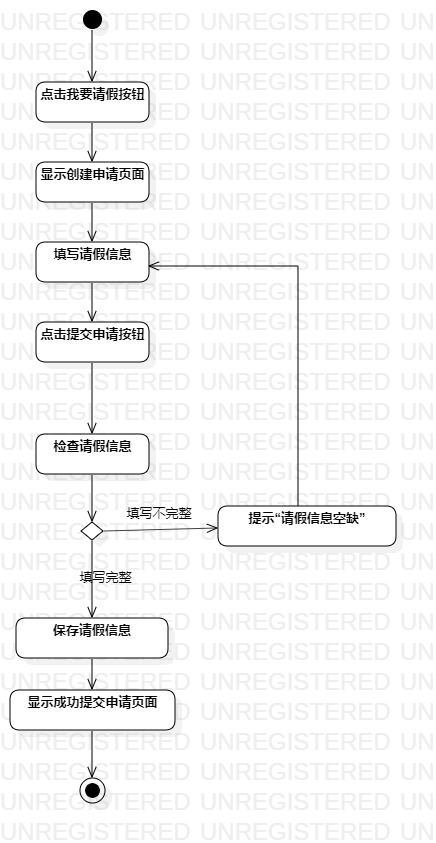 点击我要请假按钮
显示创建申请页面
填写请假信息
点击提交申请按钮
检查请假信息
填写不完整
提示“请假信息空缺”
填写完整
保存请假信息
显示成功提交申请页面
UNREGISTERED